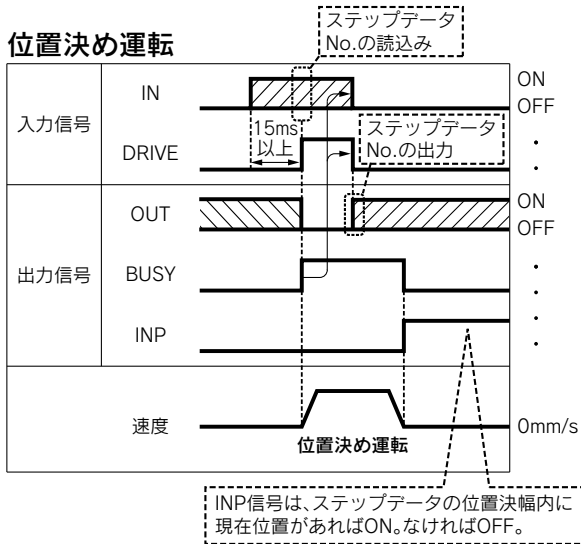 位置決め運転
ステップデータ
No.の読込み
入力信号
IN
ON
OFF
15ms
以上
ステップデータ
No.の出力
DRIVE
出力信号
OUT
ON
OFF
BUSY
INP
速度
位置決め運転
0mm/s
INP信号は、ステップデータの位置決幅内に
現在位置があればON。なければOFF。